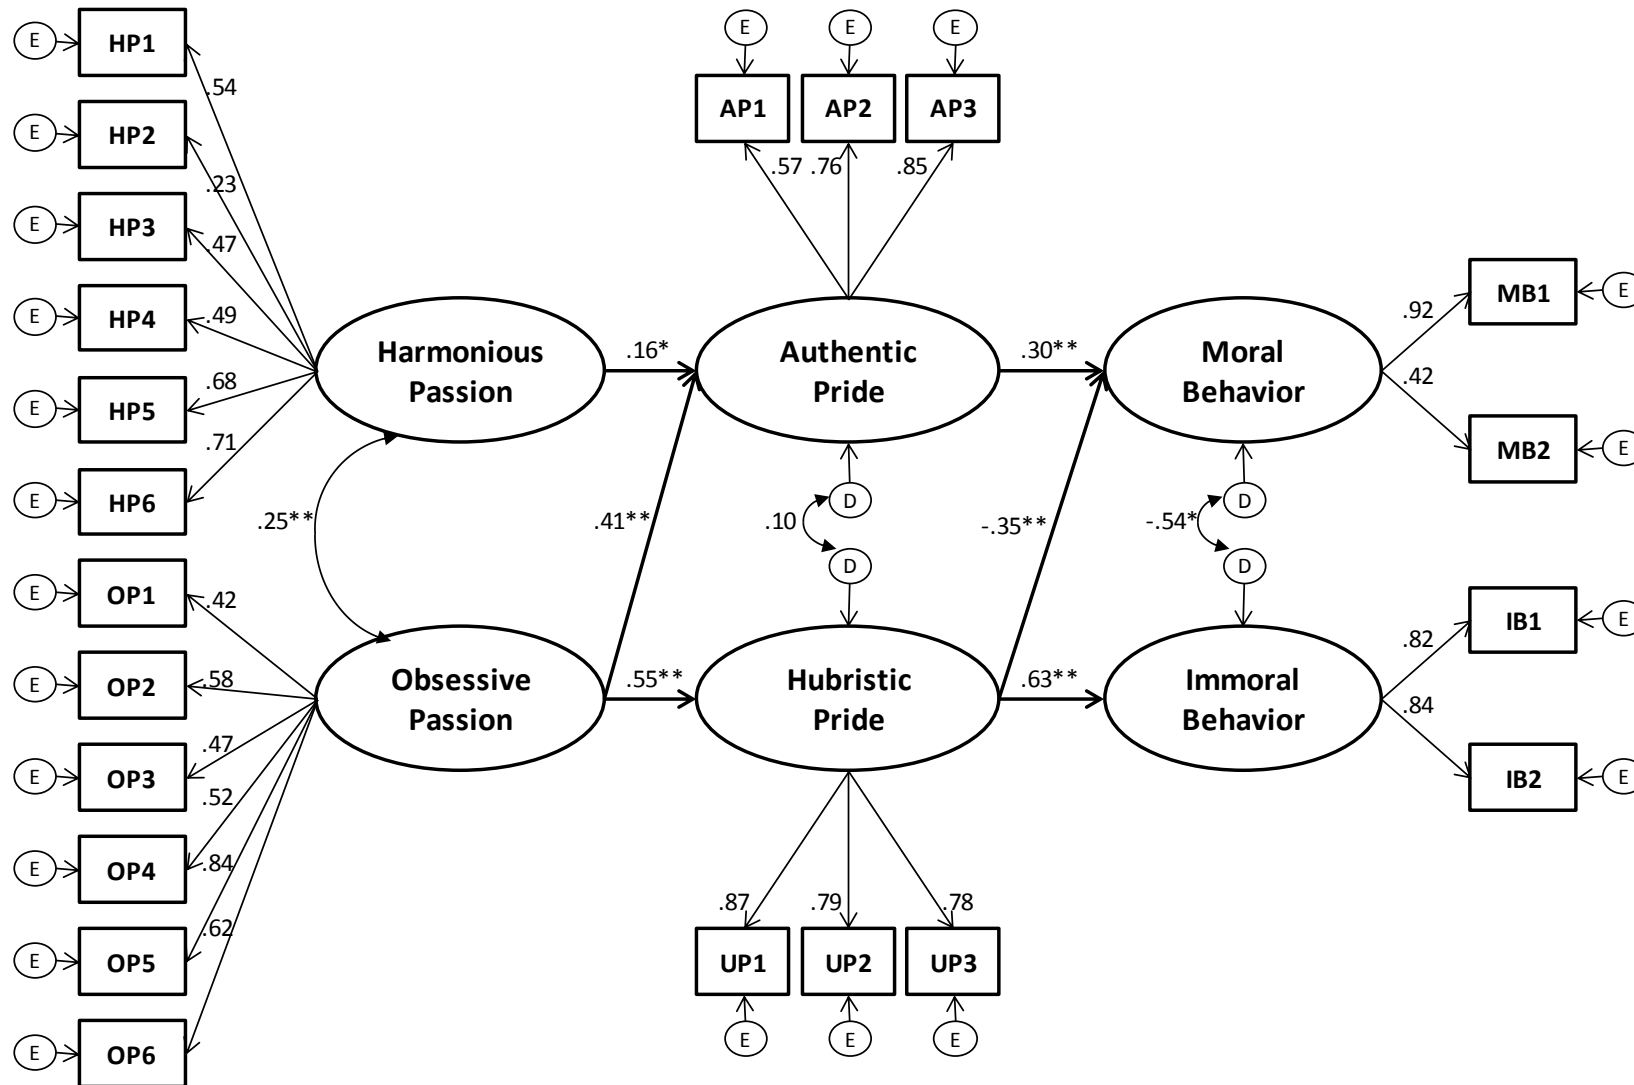 E
HP1
.54
E
HP2
.23
E
HP3
.47
E
HP4
.49
E
HP5
.68
E
HP6
.71
E
OP1
.42
E
OP2
.58
E
OP3
.47
E
OP4
.52
E
OP5
.84
E
OP6
.62
Harmonious
Passion
.25**
Obsessive
Passion
.16*
.41**
.55**
E
E
E
AP1
AP2
AP3
.57
.76
.85
Authentic
Pride
D
.10
D
Hubristic
Pride
.87
.79
.78
UP1
UP2
UP3
E
E
E
.30**
-.35**
.63**
Moral
Behavior
D
-.54*
D
Immoral
Behavior
.92
MB1
E
.42
MB2
E
.82
IB1
E
.84
IB2
E